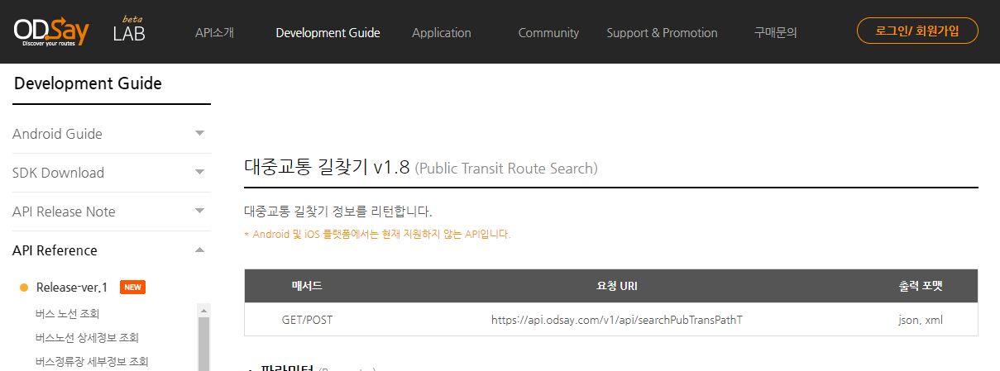 ODSay
Discover your routes
beta
LAB
API소개
Development Guide
Application
Community
Support & Promotion
구매문의
로그인/ 회원가입
Development Guide
Android Guide
SDK Download
API Release Note
API Reference
Release-ver.1 NEW
버스 노선 조회
버스노선 상세정보 조회
버스정류장 세부정보 조회
대중교통 길찾기 v1.8 (Public Transit Route Search)
대중교통 길찾기 정보를 리턴합니다.
* Android 및 iOS 플랫폼에서는 현재 지원하지 않는 API입니다.
매서드 요청 URI 출력 포맷
GET/POST https://api.odsay.com/v1/api/searchPubTransPathT json, xml